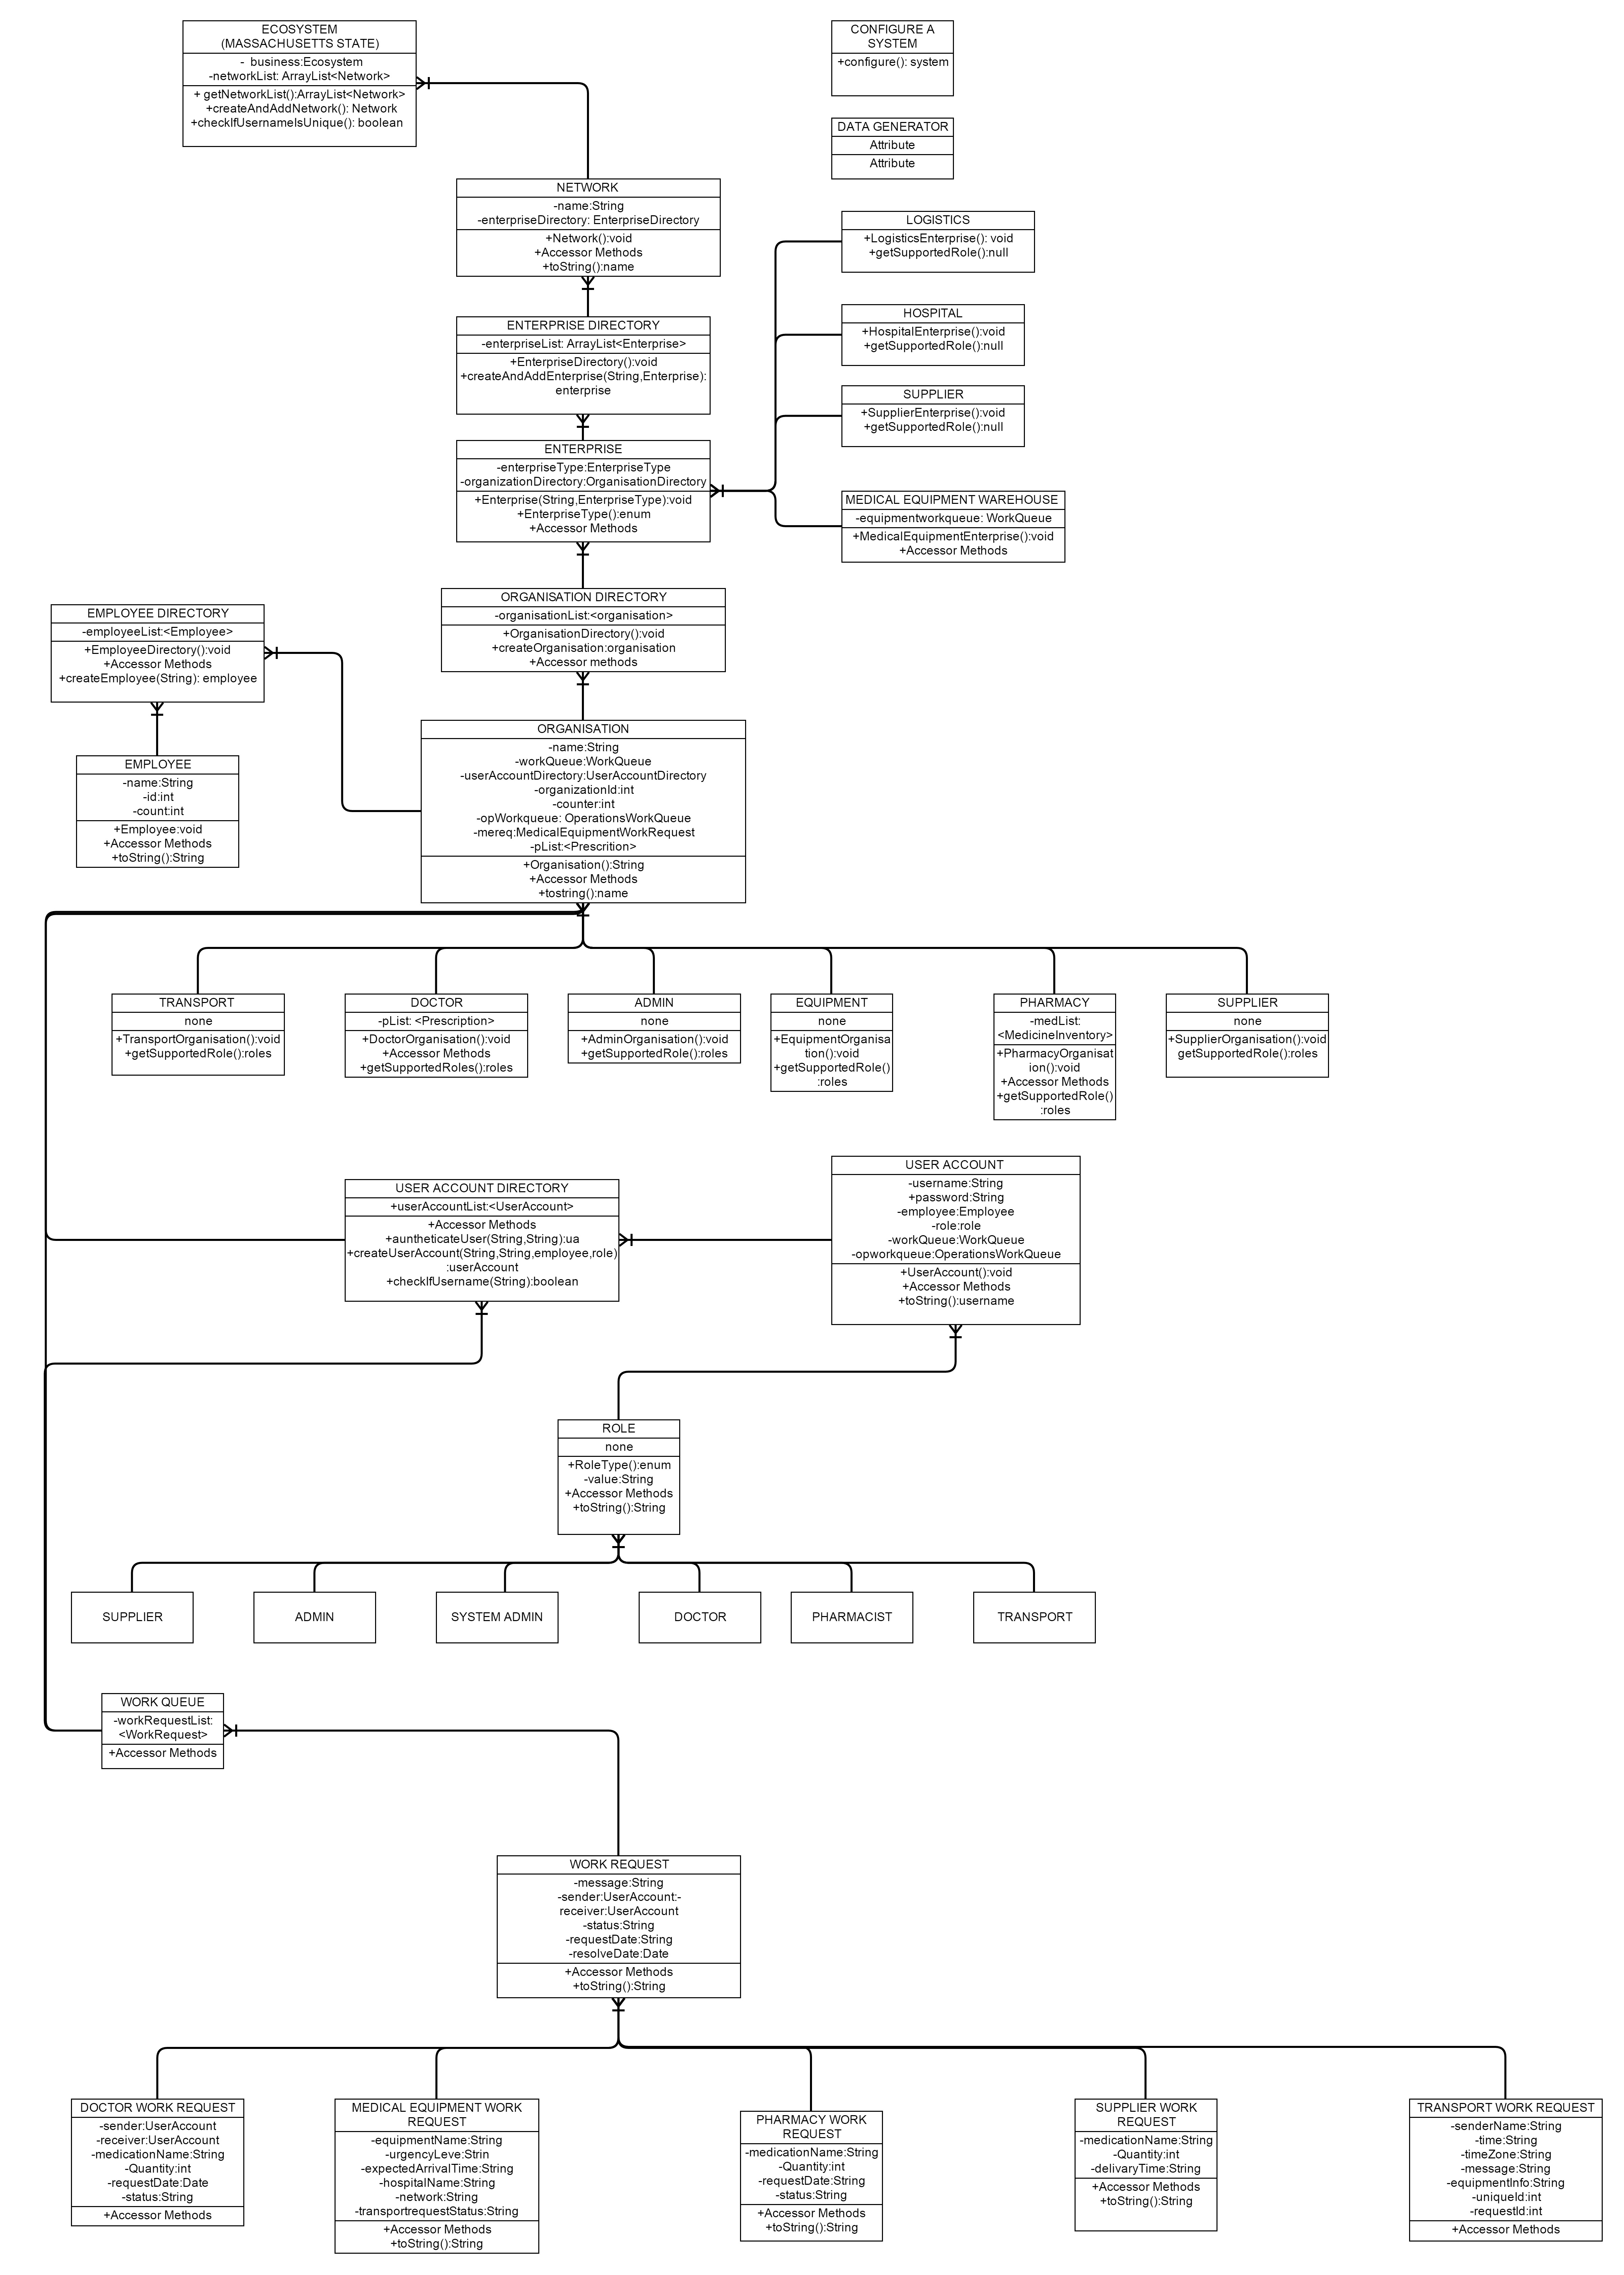 ECOSYSTEM
(MASSACHUSETTS STATE)
- business:Ecosystem
-networkList: ArrayList<Network>
+ getNetworkList():ArrayList<Network>
+createAndAddNetwork(): Network
+checkIfUsernameIsUnique(): boolean
CONFIGURE A
SYSTEM
+configure(): system
DATA GENERATOR
Attribute
Attribute
NETWORK
-name:String
-enterpriseDirectory: EnterpriseDirectory
+Network():void
+Accessor Methods
+toString():name
LOGISTICS
+LogisticsEnterprise(): void
+getSupportedRole():null
HOSPITAL
+HospitalEnterprise():void
+getSupportedRole():null
ENTERPRISE DIRECTORY
-enterpriseList: ArrayList<Enterprise>
+EnterpriseDirectory():void
+createAndAddEnterprise(String,Enterprise):
enterprise
SUPPLIER
+SupplierEnterprise():void
+getSupportedRole():null
ENTERPRISE
-enterpriseType:EnterpriseType
-organizationDirectory:OrganisationDirectory
+Enterprise(String,EnterpriseType):void
+EnterpriseType():enum
+Accessor Methods
MEDICAL EQUIPMENT WAREHOUSE
-equipmentworkqueue: WorkQueue
+MedicalEquipmentEnterprise():void
+Accessor Methods
ORGANISATION DIRECTORY
-organisationList:<organisation>
+OrganisationDirectory():void
+createOrganisation:organisation
+Accessor methods
EMPLOYEE DIRECTORY
-employeeList:<Employee>
+EmployeeDirectory():void
+Accessor Methods
+createEmployee(String): employee
EMPLOYEE
-name:String
-id:int
-count:int
+Employee:void
+Accessor Methods
+toString():String
ORGANISATION
-name:String
-workQueue:WorkQueue
-userAccountDirectory:UserAccountDirectory
-organizationId:int
-counter:int
-opWorkqueue: OperationsWorkQueue
-mereq:MedicalEquipmentWorkRequest
-pList:<Prescrition>
+Organisation():String
+Accessor Methods
+tostring():name
TRANSPORT
none
+TransportOrganisation():void
+getSupportedRole():roles
DOCTOR
-pList: <Prescription>
+DoctorOrganisation():void
+Accessor Methods
+getSupportedRoles():roles
ADMIN
none
+AdminOrganisation():void
+getSupportedRole():roles
EQUIPMENT
none
+EquipmentOrganisa
tion():void
+getSupportedRole()
:roles
PHARMACY
-medList:
<MedicineInventory>
+PharmacyOrganisat
ion():void
+Accessor Methods
+getSupportedRole()
:roles
SUPPLIER
none
+SupplierOrganisation():void
getSupportedRole():roles
USER ACCOUNT DIRECTORY
+userAccountList:<UserAccount>
+Accessor Methods
+auntheticateUser(String,String):ua
+createUserAccount(String,String,employee,role)
:userAccount
+checkIfUsername(String):boolean
USER ACCOUNT
-username:String
+password:String
-employee:Employee
-role:role
-workQueue:WorkQueue
-opworkqueue:OperationsWorkQueue
+UserAccount():void
+Accessor Methods
+toString():username
ROLE
none
+RoleType():enum
-value:String
+Accessor Methods
+toString():String
SUPPLIER
ADMIN
SYSTEM ADMIN
DOCTOR
PHARMACIST
TRANSPORT
WORK QUEUE
-workRequestList:
<WorkRequest>
+Accessor Methods
WORK REQUEST
-message:String
-sender:UserAccount:-
receiver:UserAccount
-status:String
-requestDate:String
-resolveDate:Date
+Accessor Methods
+toString():String
DOCTOR WORK REQUEST
-sender:UserAccount
-receiver:UserAccount
-medicationName:String
-Quantity:int
-requestDate:Date
-status:String
+Accessor Methods
MEDICAL EQUIPMENT WORK
REQUEST
-equipmentName:String
-urgencyLeve:Strin
-expectedArrivalTime:String
-hospitalName:String
-network:String
-transportrequestStatus:String
+Accessor Methods
+toString():String
PHARMACY WORK
REQUEST
-medicationName:String
-Quantity:int
-requestDate:String
-status:String
+Accessor Methods
+toString():String
SUPPLIER WORK
REQUEST
-medicationName:String
-Quantity:int
-delivaryTime:String
+Accessor Methods
+toString():String
TRANSPORT WORK REQUEST
-senderName:String
-time:String
-timeZone:String
-message:String
-equipmentInfo:String
-uniqueId:int
-requestId:int
+Accessor Methods